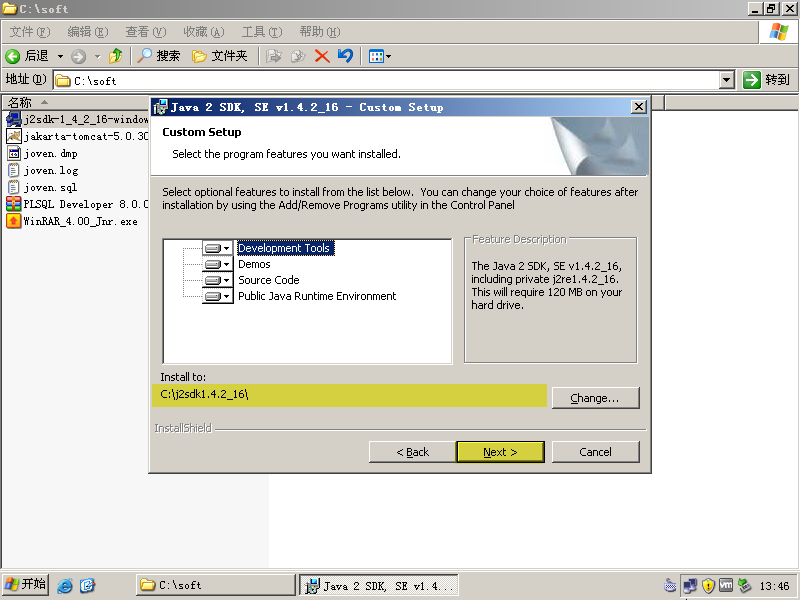 C:\soft
文件(F) 编辑(E) 查看(V) 收藏(A) 工具(T) 帮助(H)
后退 搜索 文件夹
地址(D) C:\soft 转到
名称
j2sdk-1_4_2_16-window
jakarta-tomcat-5.0.30
joven.dmp
joven.log
joven.sql
PLSQL Developer 8.0.0
WinRAR_4.00_Jnr.exe
Java 2 SDK, SE v1.4.2_16 - Custom Setup
Custom Setup
Select the program features you want installed.
Select optional features to install from the list below. You can change your choice of features after
installation by using the Add/Remove Programs utility in the Control Panel
Development Tools
Demos
Source Code
Public Java Runtime Environment
Feature Description
The Java 2 SDK, SE v1.4.2_16,
including private j2re1.4.2_16.
This will require 120 MB on your
hard drive.
Install to:
C:\j2sdk1.4.2_16\
Change...
InstallShield
< Back Next > Cancel
开始 C:\soft Java 2 SDK, SE v1.4... 13:46